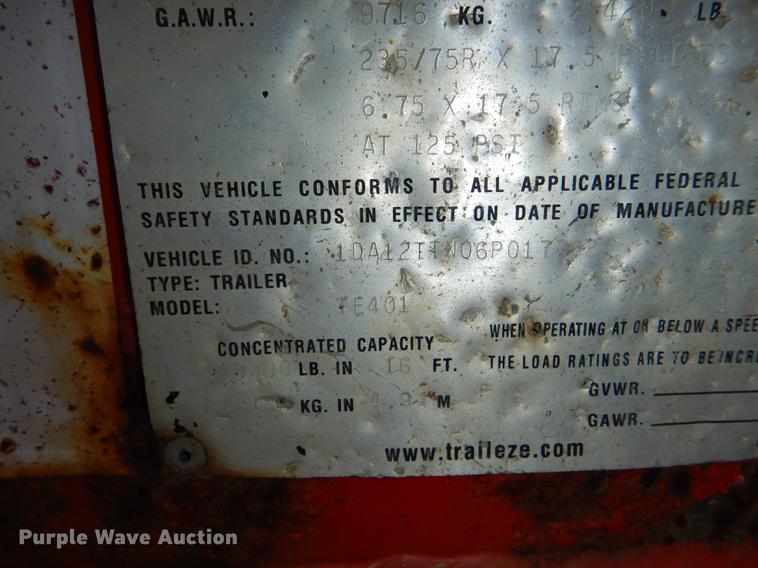 G.A.W.R.: 9716 KG. LB
235/75R X 17.5
6.75 X 17.5
AT 125 PSI
THIS VEHICLE CONFORMS TO ALL APPLICABLE FEDERAL
SAFETY STANDARDS IN EFFECT ON DATE OF MANUFACTURE
VEHICLE ID. NO.:
TYPE: TRAILER
MODEL: TE401
CONCENTRATED CAPACITY
LB. IN 16 FT.
KG. IN M
WHEN OPERATING AT OR BELOW A SPEE
THE LOAD RATINGS ARE TO BE INCRE
GVWR.
GAWR.
www.traileze.com
Purple Wave Auction